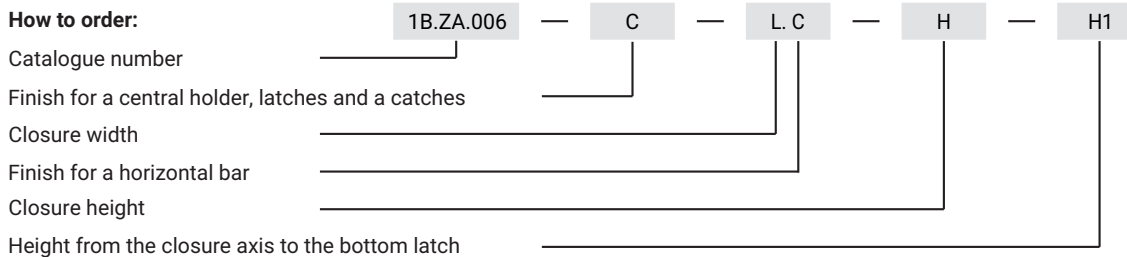 How to order: 1B.ZA.006 — C — L. C — H — H1
Catalogue number
Finish for a central holder, latches and a catches
Closure width
Finish for a horizontal bar
Closure height
Height from the closure axis to the bottom latch